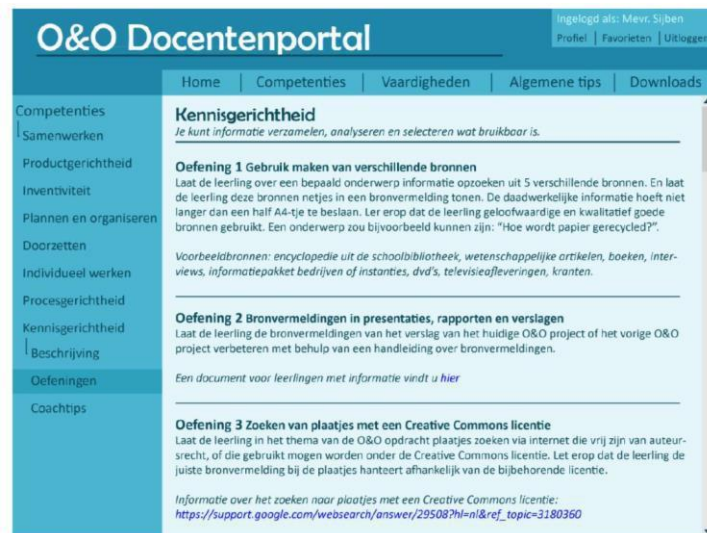 Ingelogd als: Mevr. Sijben
O&O Docentenportal
Profiel | Favorieten | Uitlogger
Home | Competenties | Vaardigheden | Algemene tips | Downloads
Competenties
Samenwerken
Productgerichtheid
Inventiviteit
Plannen en organiseren
Doorzetten
Individueel werken
Procesgerichtheid
Kennisgerichtheid
Beschrijving
Oefeningen
Coachtips
Kennisgerichtheid
Je kunt informatie verzamelen, analyseren en selecteren wat bruikbaar is.
Oefening 1 Gebruik maken van verschillende bronnen
Laat de leerling over een bepaald onderwerp informatie opzoeken uit 5 verschillende bronnen. En laat
de leerling deze bronnen netjes in een bronvermelding tonen. De daadwerkelijke informatie hoeft niet
langer dan een half A4-tje te beslaan. Ler erop dat de leerling geloofwaardige en kwalitatief goede
bronnen gebruikt. Een onderwerp zou bijvoorbeeld kunnen zijn: "Hoe wordt papier gerecycled?".
Voorbeeldbronnen: encyclopedie uit de schoolbibliotheek, wetenschappelijke artikelen, boeken, inter-
views, informatiepakket bedrijven of instanties, dvd's, televisieafleveringen, kranten.
Oefening 2 Bronvermeldingen in presentaties, rapporten en verslagen
Laat de leerling de bronvermeldingen van het verslag van het huidige O&O project of het vorige O&O
project verbeteren met behulp van een handleiding over bronvermeldingen.
Een document voor leerlingen met informatie vindt u hier
Oefening 3 Zoeken van plaatjes met een Creative Commons licentie
Laat de leerling in het thema van de O&O opdracht plaatjes zoeken via internet die vrij zijn van auteur-
srecht, of die gebruikt mogen worden onder de Creative Commons licentie. Let erop dat de leerling de
juiste bronvermelding bij de plaatjes hanteert afhankelijk van de bijbehorende licentie.
Informatie over het zoeken naar plaatjes met een Creative Commons licentie:
https://support.google.com/websearch/answer/29508?hl=nl&ref_topic=3180360